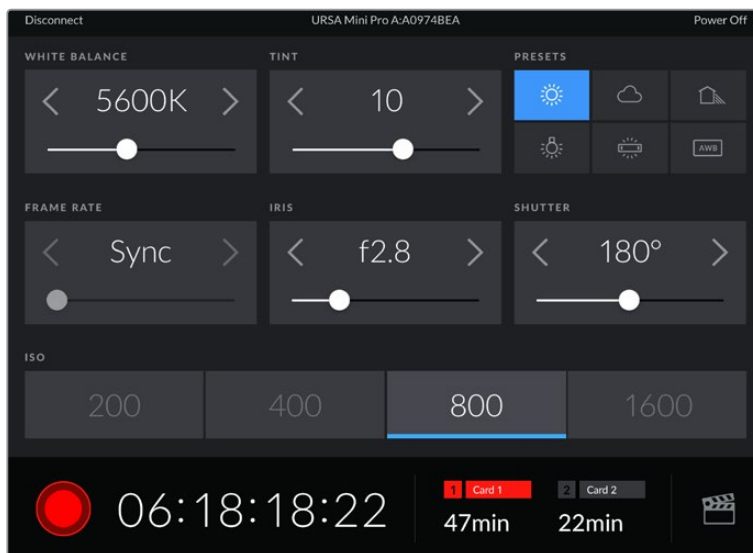 Disconnect URSA Mini Pro A:A0974BEA Power Off
WHITE BALANCE TINT PRESETS
5600K 10
AWB
FRAME RATE IRIS SHUTTER
Sync f2.8 180°
ISO
200 400 800 1600
06:18:18:22
1 Card 1 2 Card 2
47min 22min